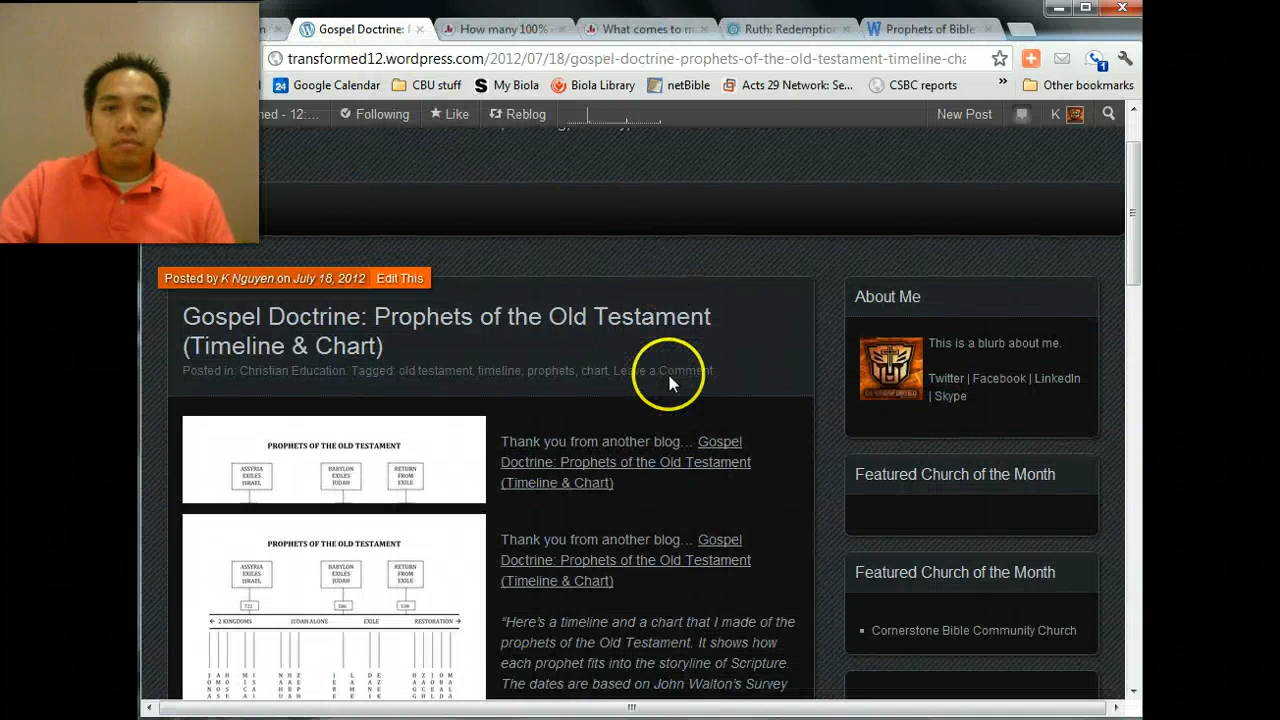 Gospel Doctrine: I
How many 100%
What comes to m
Ruth: Redemption
W Prophets of Bible
transformed12.wordpress.com/2012/07/18/gospel-doctrine-prophets-of-the-old-testament-timeline-cha
24 Google Calendar
CBU stuff
S My Biola
Biola Library
netBible
Acts 29 Network: Se...
CSBC reports
»
Other bookmarks
ned - 12:...
Following
Like
Reblog
New Post
K
Posted by K Nguyen on July 18, 2012 Edit This
Gospel Doctrine: Prophets of the Old Testament
(Timeline & Chart)
Posted in: Christian Education. Tagged: old testament, timeline, prophets, chart. Leave a Comment
PROPHETS OF THE OLD TESTAMENT
ASSYRIA
EXILES
ISRAEL
BABYLON
EXILES
JUDAH
RETURN
FROM
EXILE
Thank you from another blog… Gospel
Doctrine: Prophets of the Old Testament
(Timeline & Chart)
PROPHETS OF THE OLD TESTAMENT
ASSYRIA
EXILES
ISRAEL
BABYLON
EXILES
JUDAH
RETURN
FROM
EXILE
722
586
538
2 KINGDOMS
JUDAH ALONE
EXILE
RESTORATION
Thank you from another blog… Gospel
Doctrine: Prophets of the Old Testament
(Timeline & Chart)
“Here’s a timeline and a chart that I made of the
prophets of the Old Testament. It shows how
each prophet fits into the storyline of Scripture.
The dates are based on John Walton’s Survey
About Me
This is a blurb about me.
Twitter | Facebook | LinkedIn
| Skype
Featured Church of the Month
Featured Church of the Month
Cornerstone Bible Community Church